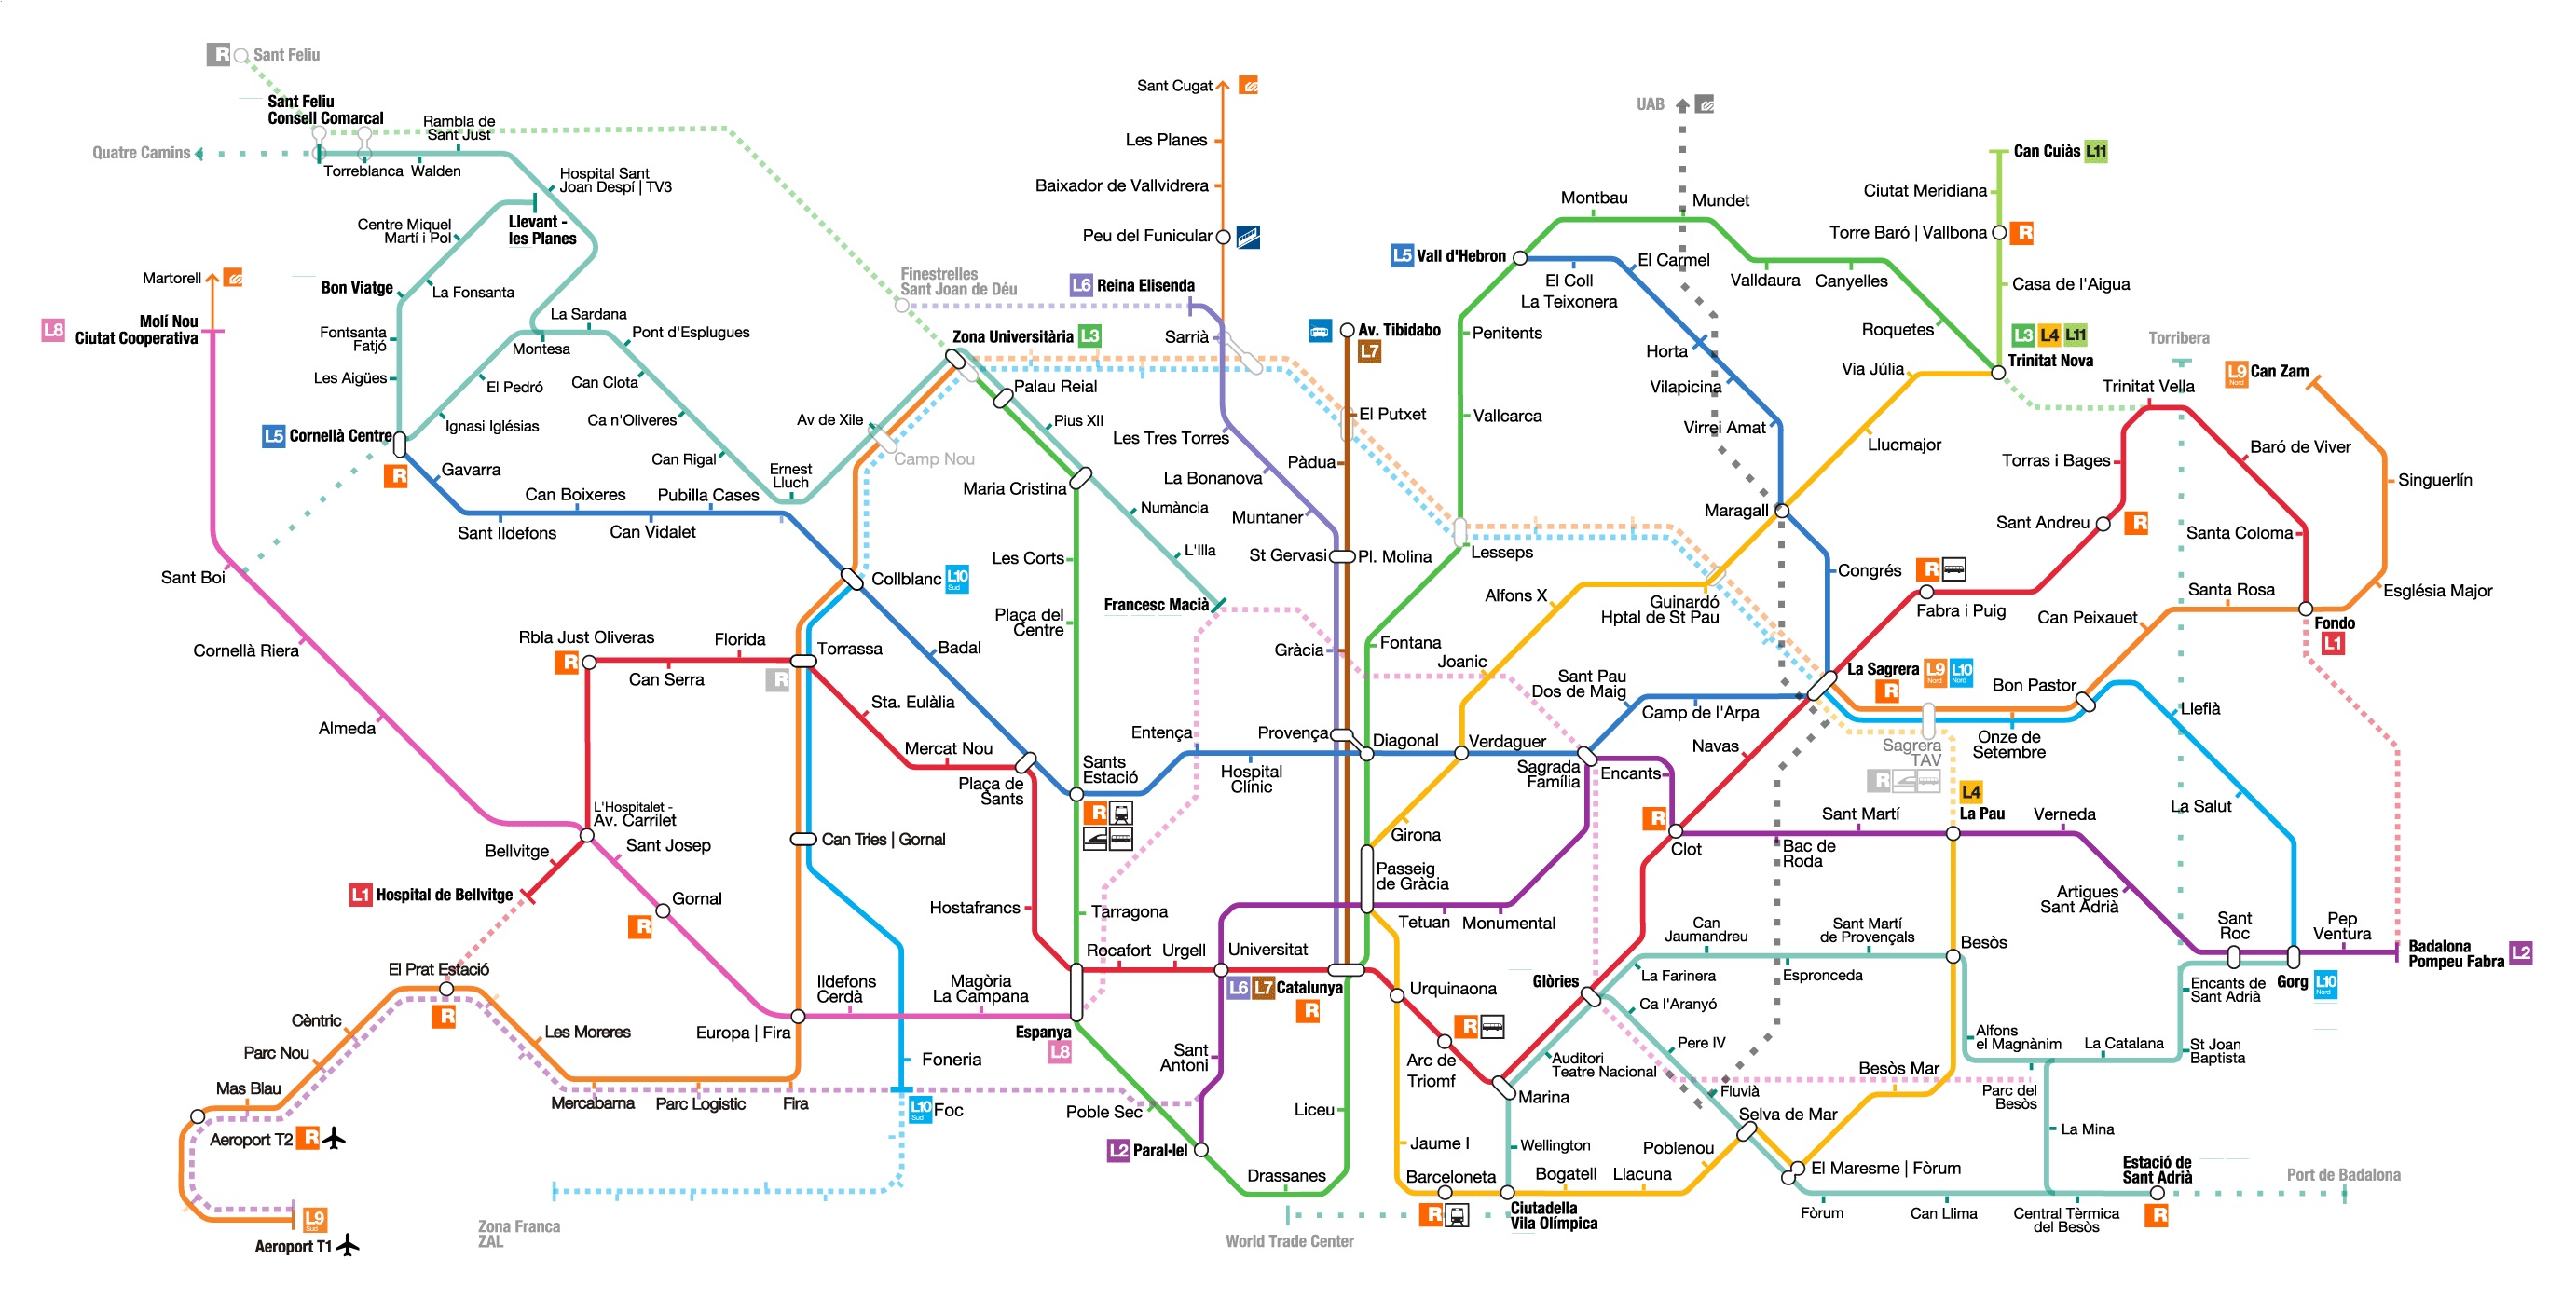 R Sant Feliu
Sant Feliu
Consell Comarcal
Quatre Camins
Torreblanca
Walden
Rambla de
Sant Just
Hospital Sant
Joan Despí | TV3
Llevant -
les Planes
Centre Miquel
Martí i Pol
La Fonsanta
Bon Viatge
Fontsanta
Fatjó
Les Aigües
L5 Cornellà Centre
R
Martorell
L8 Molí Nou
Ciutat Cooperativa
Sant Boi
Cornellà Riera
Almeda
Montesa
La Sardana
Pont d'Esplugues
El Pedró
Ignasi Iglésias
Can Clota
Ca n'Oliveres
Can Rigal
Ernest
Lluch
Av de Xile
Camp Nou
Gavarra
Sant Ildefons
Can Boixeres
Can Vidalet
Pubilla Cases
Collblanc L10
Sud
Badal
Rbla Just Oliveras
R
Can Serra
Florida
Torrassa
R
Sta. Eulàlia
Mercat Nou
Plaça de
Sants
L'Hospitalet -
Av. Carrilet
Bellvitge
L1 Hospital de Bellvitge
Sant Josep
Gornal
R
Can Tries | Gornal
El Prat Estació
R
Cèntric
Parc Nou
Mas Blau
Aeroport T2 R
L9
Sud
Aeroport T1
Les Moreres
Mercabarna
Parc Logistic
Fira
Europa | Fira
Ildefons
Cerdà
Magòria
La Campana
Foneria
L10
Sud
Foc
Zona Franca
ZAL
Espanya
L8
Hostafrancs
Sants
Estació
R
Tarragona
Rocafort
Urgell
Universitat
Poble Sec
L2 Paral·lel
Sant
Antoni
Drassanes
Liceu
L6 L7 Catalunya
R
Finestrelles
Sant Joan de Déu
Zona Universitària L3
Palau Reial
Pius XII
Maria Cristina
Numància
L'Illa
Francesc Macià
Les Corts
Plaça del
Centre
Entença
Hospital
Clínic
Sant Cugat
Les Planes
Baixador de Vallvidrera
Peu del Funicular
L6 Reina Elisenda
Sarrià
Les Tres Torres
La Bonanova
Muntaner
St Gervasi
Pl. Molina
Gràcia
Provença
Av. Tibidabo
L7
El Putxet
Pàdua
Diagonal
Fontana
Lesseps
Vallcarca
Penitents
L5 Vall d'Hebron
Montbau
Mundet
Valldaura
Canyelles
Roquetes
UAB
El Coll
La Teixonera
El Carmel
Horta
Vilapicina
Virrei Amat
Maragall
Congrés
Via Júlia
Llucmajor
Can Cuiàs L11
Ciutat Meridiana
Torre Baró | Vallbona R
Casa de l'Aigua
L3 L4 L11
Trinitat Nova
Torribera
Trinitat Vella
Torras i Bages
Baró de Viver
Sant Andreu R
Santa Coloma
R
Fabra i Puig
L9
Nord
Can Zam
Singuerlín
Església Major
Santa Rosa
Can Peixauet
Fondo
L1
Alfons X
Guinardó
Hptal de St Pau
Joanic
Verdaguer
Girona
Passeig
de Gràcia
Tetuan
Monumental
Sant Pau
Dos de Maig
Camp de l'Arpa
Sagrada
Família
Encants
La Sagrera L9 L10
Nord Nord
R
Navas
R
Clot
Bon Pastor
Onze de
Setembre
Sagrera
TAV
R
Llefià
La Salut
L4
La Pau
Sant Martí
Bac de
Roda
Verneda
Artigues
Sant Adrià
Sant
Roc
Pep
Ventura
Gorg L10
Nord
Badalona
Pompeu Fabra L2
Glòries
Can
Jaumandreu
Sant Martí
de Provençals
Besòs
La Farinera
Espronceda
Ca l'Aranyó
Pere IV
Fluvià
Selva de Mar
El Maresme | Fòrum
Auditori
Teatre Nacional
Urquinaona
R
Arc de
Triomf
Marina
Wellington
Jaume I
Barceloneta
R
Ciutadella
Vila Olímpica
World Trade Center
Bogatell
Llacuna
Poblenou
Besòs Mar
Alfons
el Magnànim
La Catalana
Parc del
Besòs
La Mina
Encants de
Sant Adrià
St Joan
Baptista
Fòrum
Can Llima
Central Tèrmica
del Besòs
Estació de
Sant Adrià
R
Port de Badalona